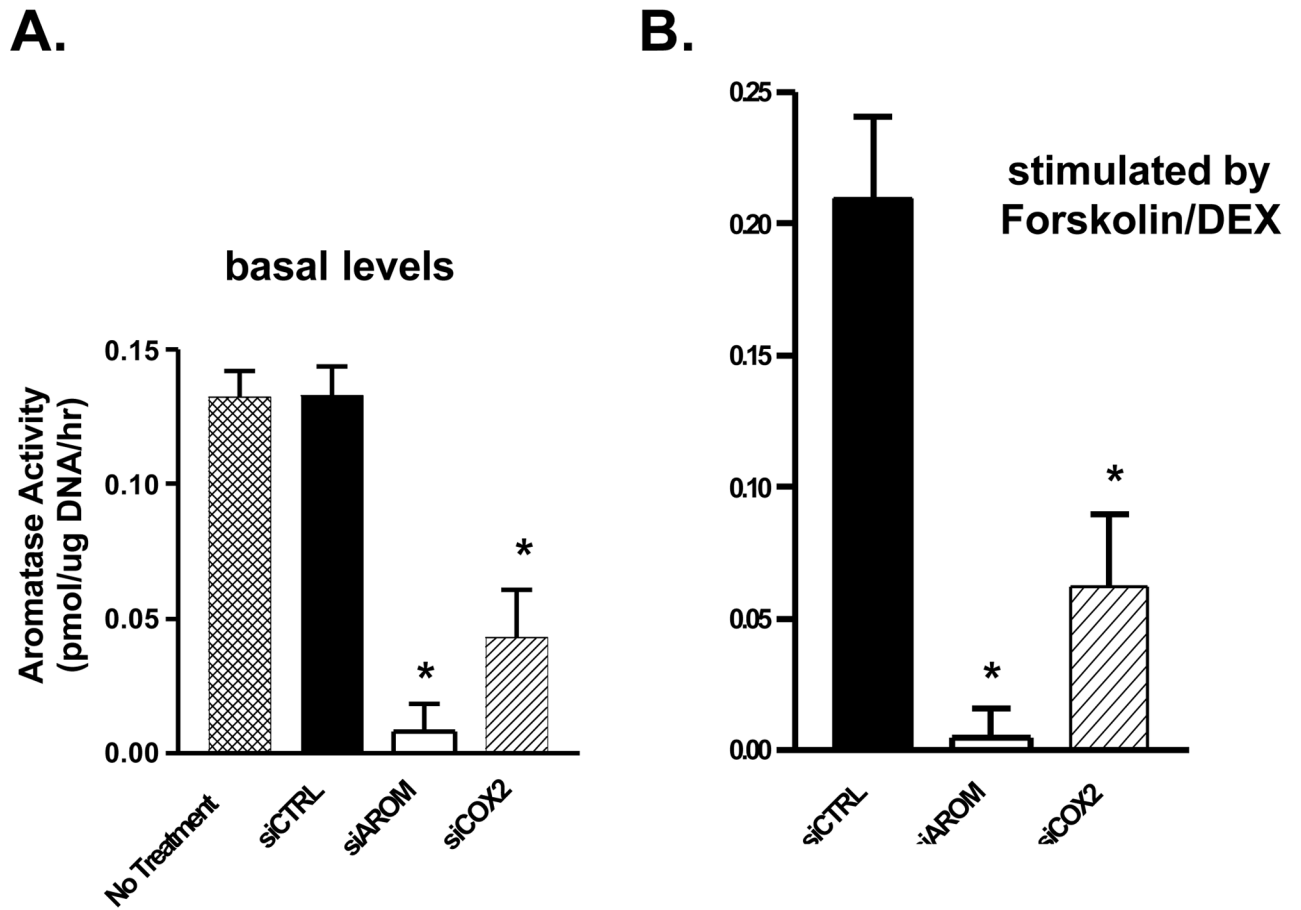 A.
basal levels
Aromatase Activity
(pmol/ug DNA/hr)
0.15
0.10
0.05
0.00
*
*
No Treatment
siCTRL
siAROM
siCOX2
B.
stimulated by
Forskolin/DEX
0.25
0.20
0.15
0.10
0.05
0.00
*
*
siCTRL
siAROM
siCOX2